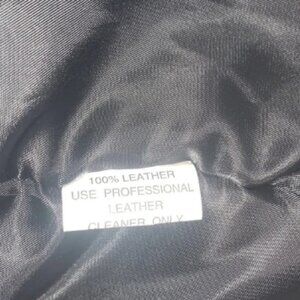 100% LEATHER
USE PROFESSIONAL
LEATHER
CLEANER ONLY